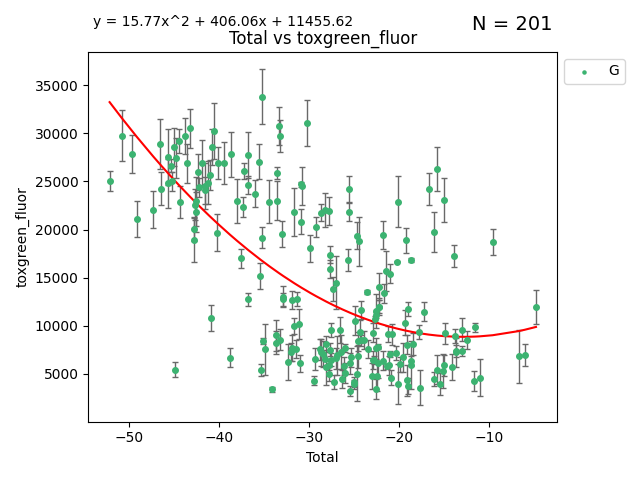 y = 15.77x^2 + 406.06x + 11455.62
N = 201
Total vs toxgreen_fluor
G
35000
30000
25000
20000
15000
10000
5000
toxgreen_fluor
−50
−40
−30
−20
−10
Total